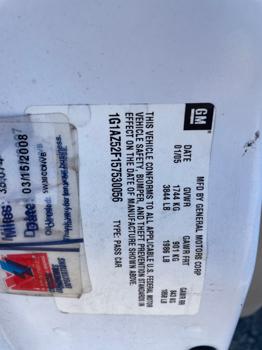 GM
MFD BY GENERAL MOTORS CORP
DATE GVWR GAWR FRT GAWR RR
01/05 1744 KG 901 KG 843 KG
3844 LB 1986 LB 1858 LB
THIS VEHICLE CONFORMS TO ALL APPLICABLE U.S. FEDERAL MOTOR
VEHICLE SAFETY, BUMPER, AND THEFT PREVENTION STANDARDS IN
EFFECT ON THE DATE OF MANUFACTURE SHOWN ABOVE.
1G1AZ52F157530056
TYPE: PASS CAR
Date 03/15/2008
Miles: